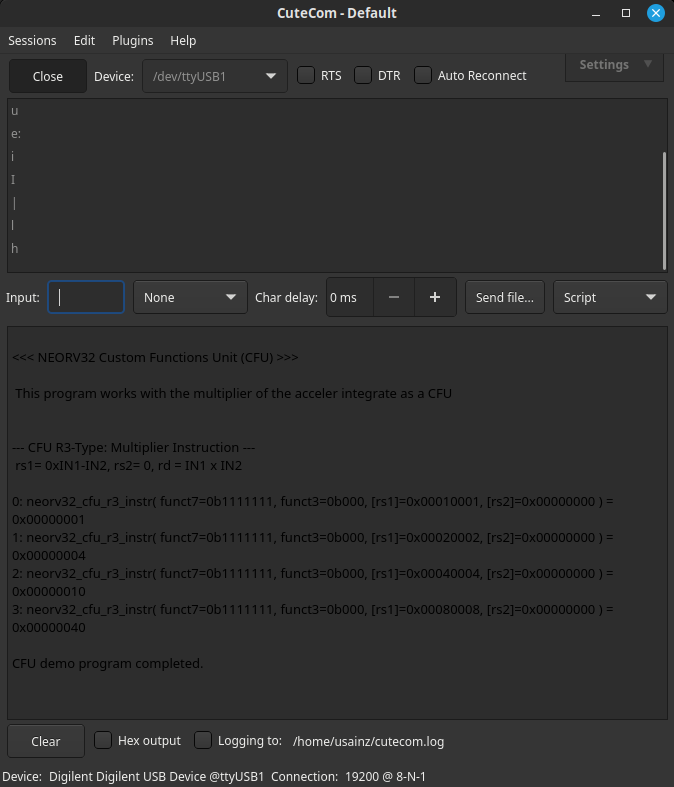 CuteCom - Default
Sessions Edit Plugins Help
Close Device: /dev/ttyUSB1 RTS DTR Auto Reconnect Settings
u
e:
i
I
|
l
h
Input: None Char delay: 0 ms Send file... Script
<<< NEORV32 Custom Functions Unit (CFU) >>>
This program works with the multiplier of the acceler integrate as a CFU
--- CFU R3-Type: Multiplier Instruction ---
rs1= 0xIN1-IN2, rs2= 0, rd = IN1 x IN2
0: neorv32_cfu_r3_instr( funct7=0b1111111, funct3=0b000, [rs1]=0x00010001, [rs2]=0x00000000 ) =
0x00000001
1: neorv32_cfu_r3_instr( funct7=0b1111111, funct3=0b000, [rs1]=0x00020002, [rs2]=0x00000000 ) =
0x00000004
2: neorv32_cfu_r3_instr( funct7=0b1111111, funct3=0b000, [rs1]=0x00040004, [rs2]=0x00000000 ) =
0x00000010
3: neorv32_cfu_r3_instr( funct7=0b1111111, funct3=0b000, [rs1]=0x00080008, [rs2]=0x00000000 ) =
0x00000040
CFU demo program completed.
Clear Hex output Logging to: /home/usainz/cutecom.log
Device: Digilent Digilent USB Device @ttyUSB1 Connection: 19200 @ 8-N-1